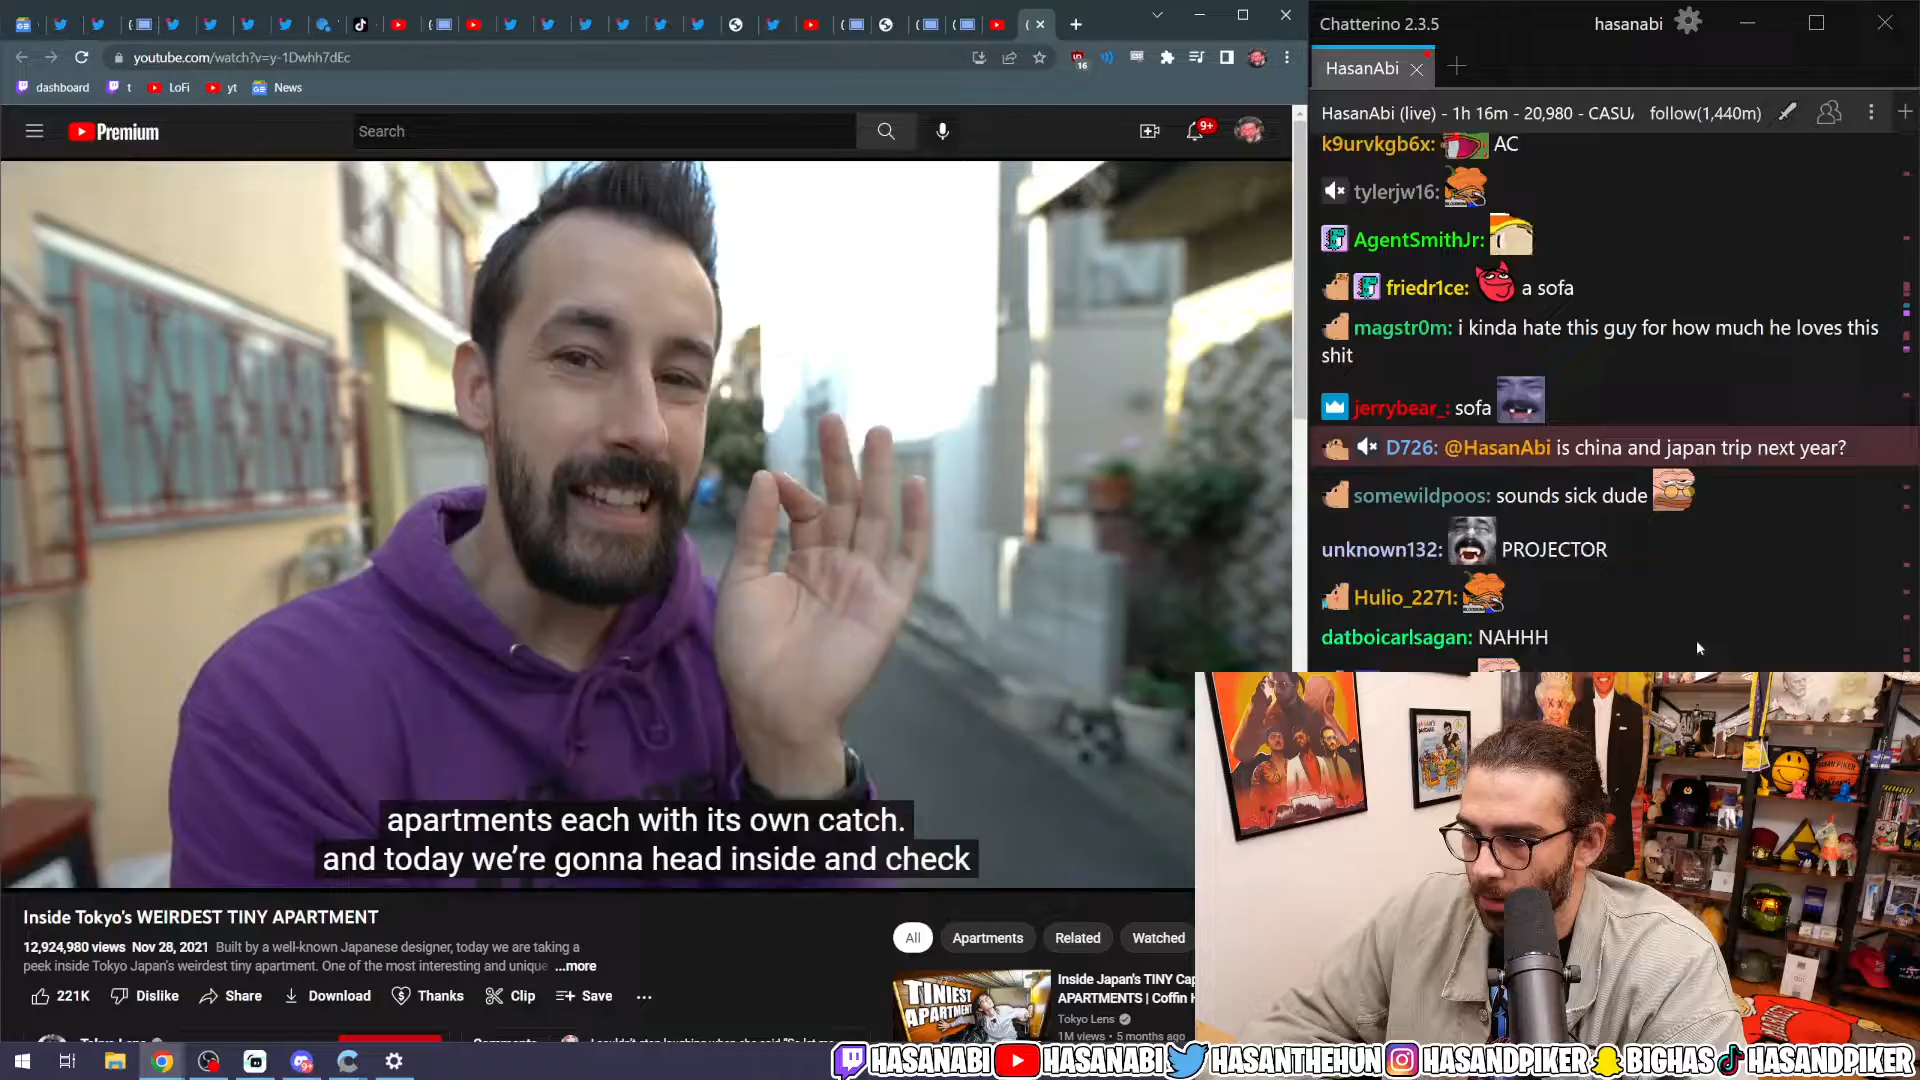 youtube.com/watch?v=y-1Dwhh7dEc
16
dashboard
t
LoFi
yt
News
Premium
Search
9+
apartments each with its own catch.
and today we're gonna head inside and check
Inside Tokyo's WEIRDEST TINY APARTMENT
12,924,980 views Nov 28, 2021 Built by a well-known Japanese designer, today we are taking a
peek inside Tokyo Japan's weirdest tiny apartment. One of the most interesting and unique ...more
221K
Dislike
Share
Download
Thanks
Clip
Save
All
Apartments
Related
Watched
TINIEST
APARTMENT
Inside Japan's TINY Cap
APARTMENTS | Coffin H
Tokyo Lens
1M views • 5 months ago
Chatterino 2.3.5
hasanabi
HasanAbi
HasanAbi (live) - 1h 16m - 20,980 - CASU
follow(1,440m)
k9urvkgb6x: AC
tylerjw16:
AgentSmithJr:
friedr1ce: a sofa
magstr0m: i kinda hate this guy for how much he loves this
shit
jerrybear_: sofa
D726: @HasanAbi is china and japan trip next year?
somewildpoos: sounds sick dude
unknown132: PROJECTOR
Hulio_2271:
datboicarlsagan: NAHHH
HASANABI
HASANABI
HASANTHEHUN
HASANDPIKER
BIGHAS
HASANDPIKER